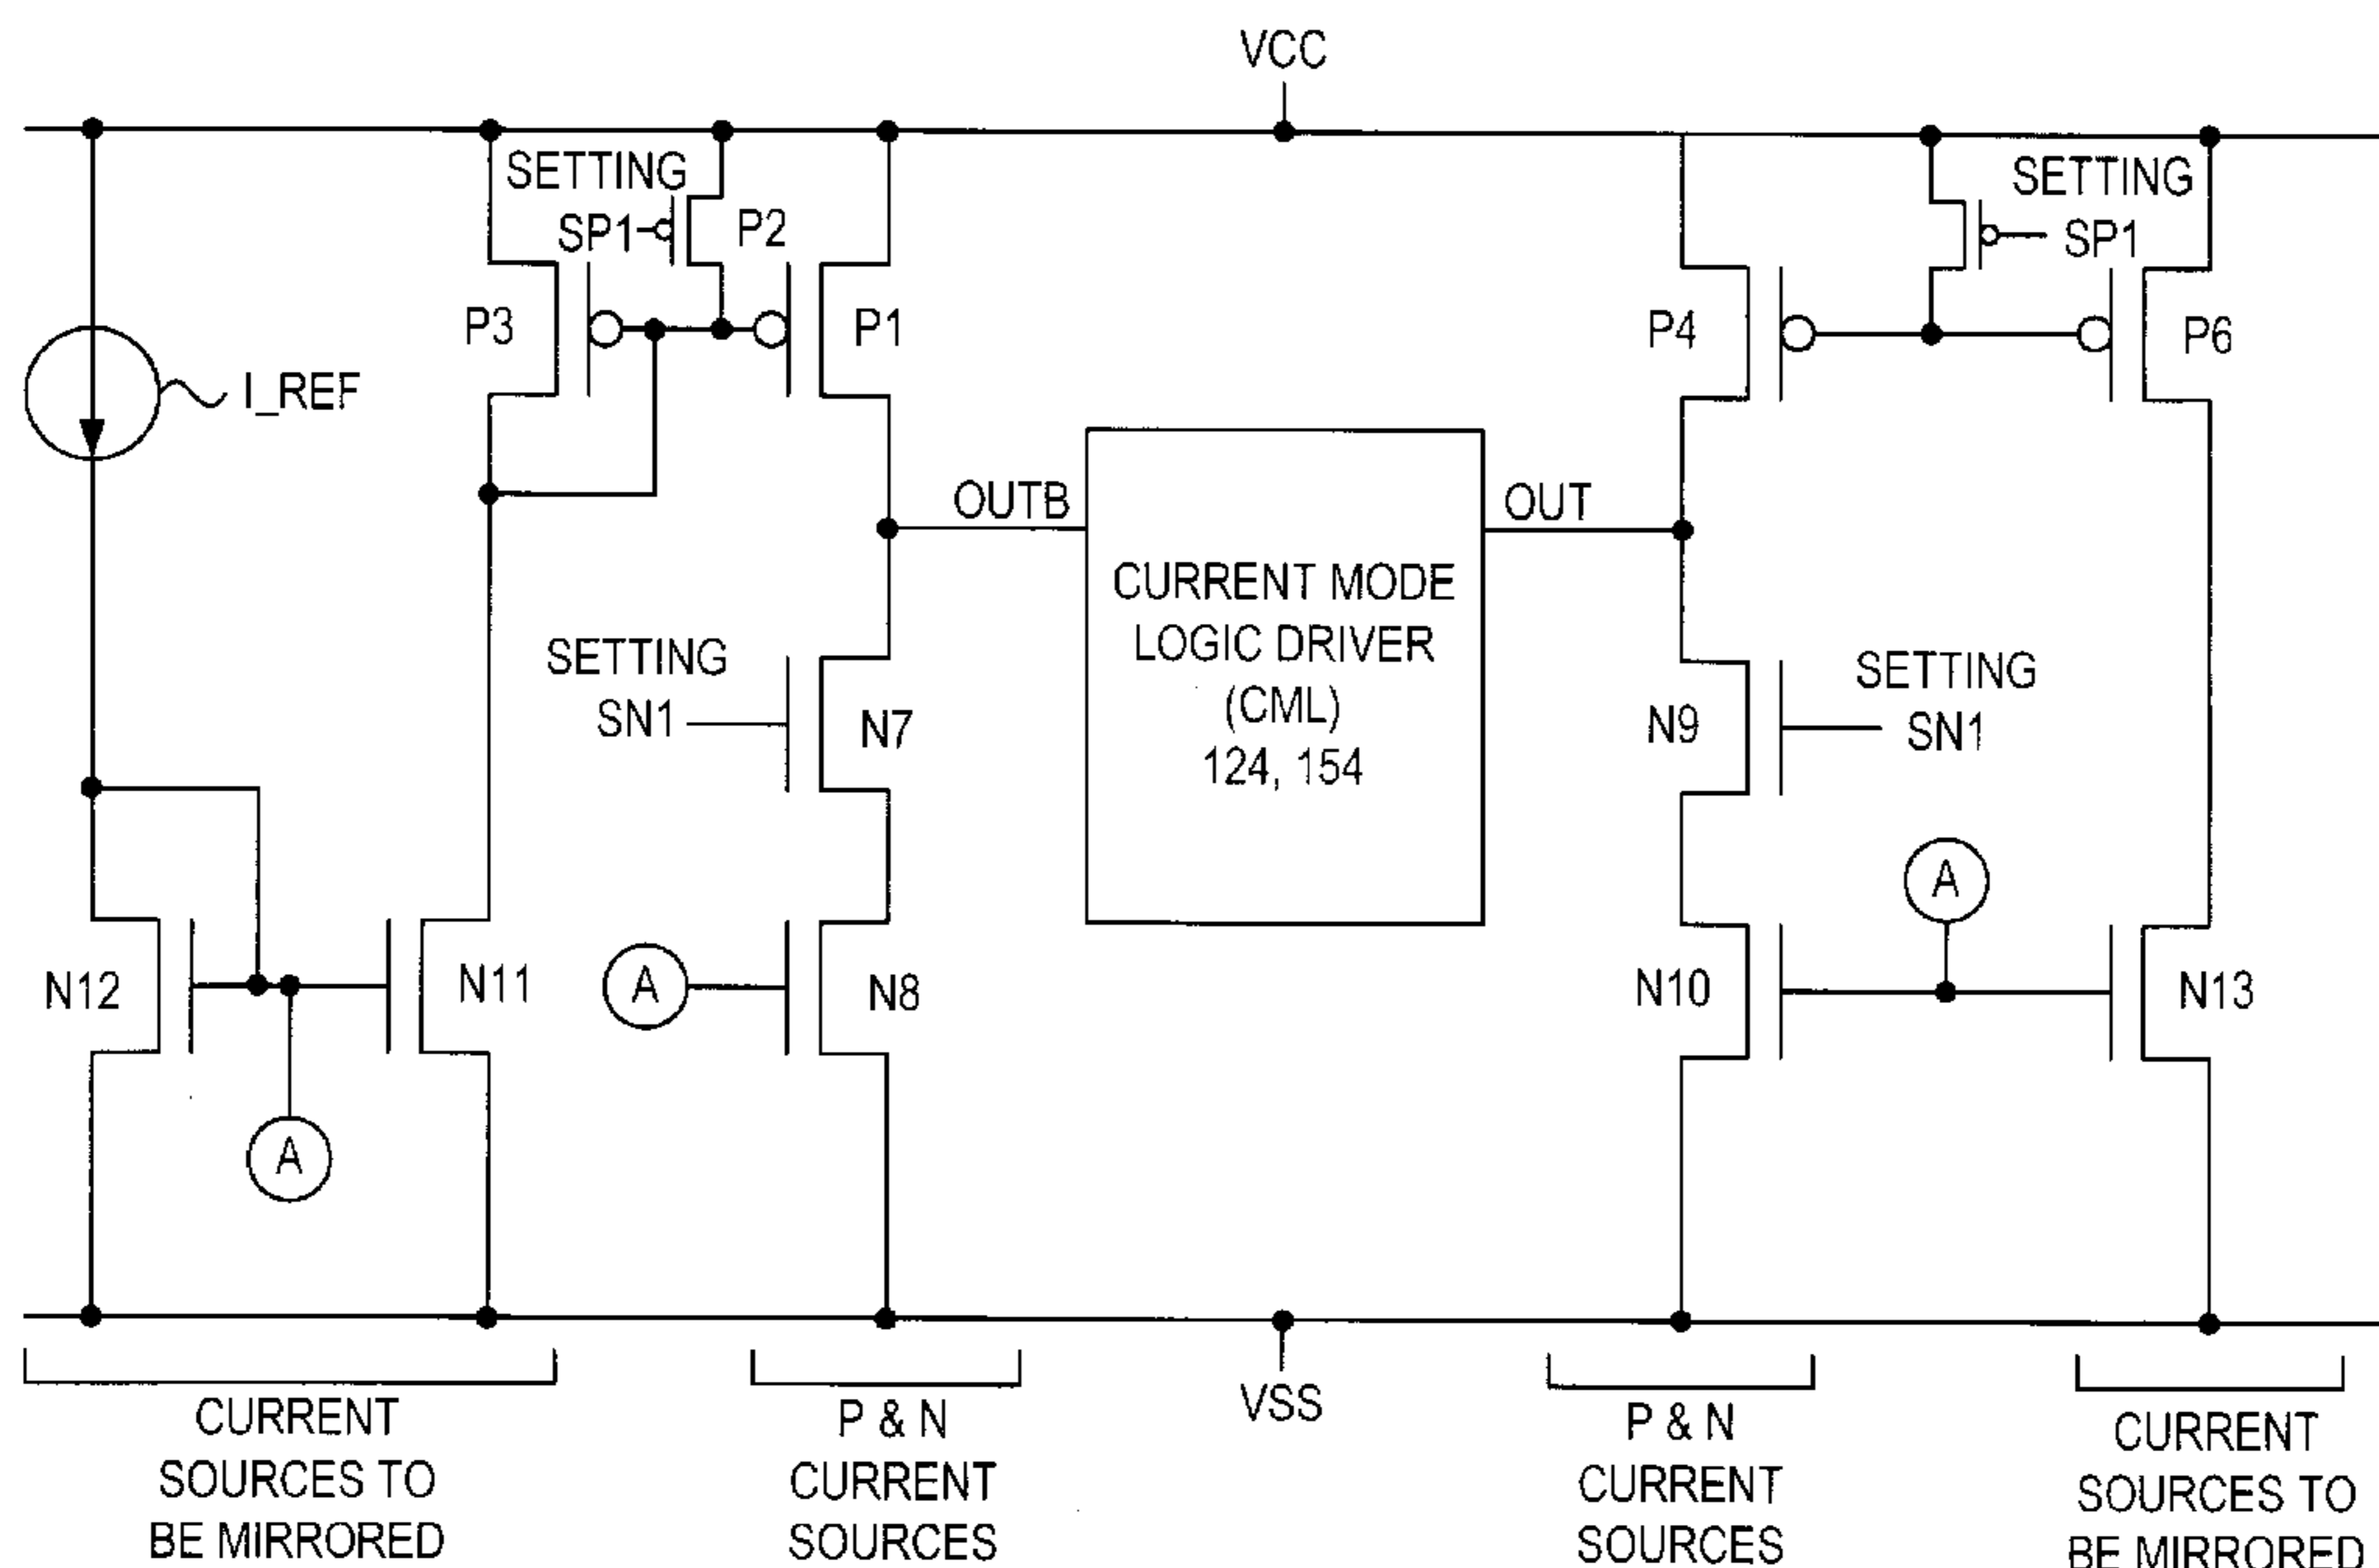 VCC
SETTING
SP1
P2
P3
P1
I_REF
SETTING
SP1
P4
P6
OUTB
OUT
CURRENT MODE
LOGIC DRIVER
(CML)
124, 154
SETTING
SN1
N7
N9
SETTING
SN1
A
N12
N11
A
N8
N10
N13
A
VSS
CURRENT
SOURCES TO
BE MIRRORED
P & N
CURRENT
SOURCES
P & N
CURRENT
SOURCES
CURRENT
SOURCES TO
BE MIRRORED